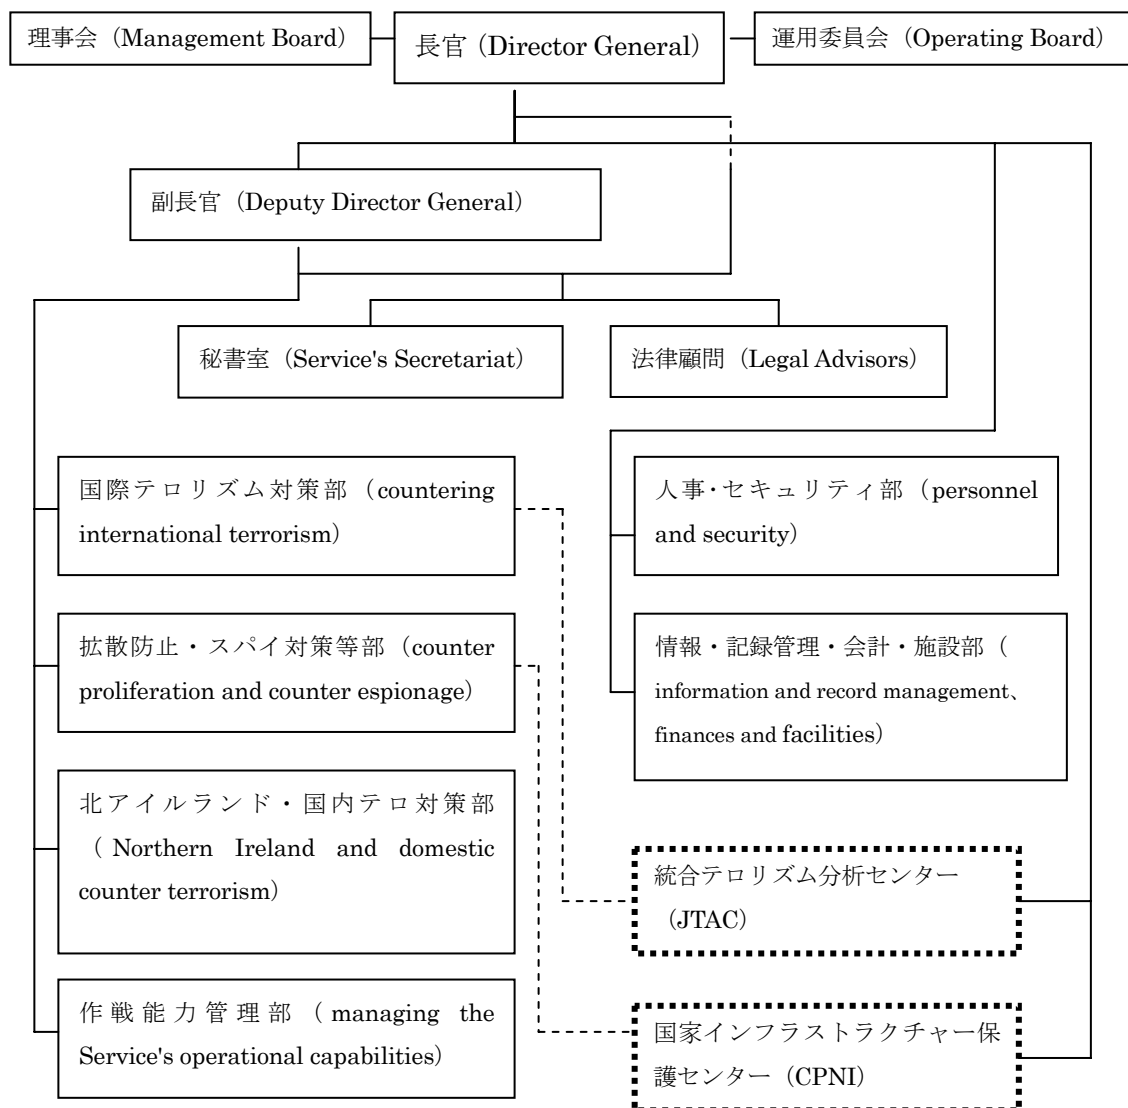 理事会（Management Board）
長官（Director General）
運用委員会（Operating Board）
副長官（Deputy Director General）
秘書室（Service's Secretariat）
法律顧問（Legal Advisors）
国際テロリズム対策部（countering
international terrorism）
人事・セキュリティ部（personnel
and security）
拡散防止・スパイ対策等部（counter
proliferation and counter espionage）
情報・記録管理・会計・施設部（
information and record management、
finances and facilities）
北アイルランド・国内テロ対策部
（Northern Ireland and domestic
counter terrorism）
統合テロリズム分析センター
（JTAC）
作戦能力管理部（managing the
Service's operational capabilities）
国家インフラストラクチャー保
護センター（CPNI）